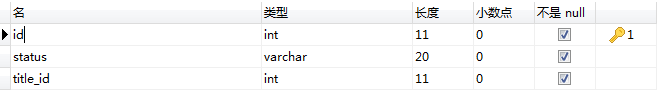 名 类型 长度 小数点 不是 null
id int 11 0 1
status varchar 20 0
title_id int 11 0